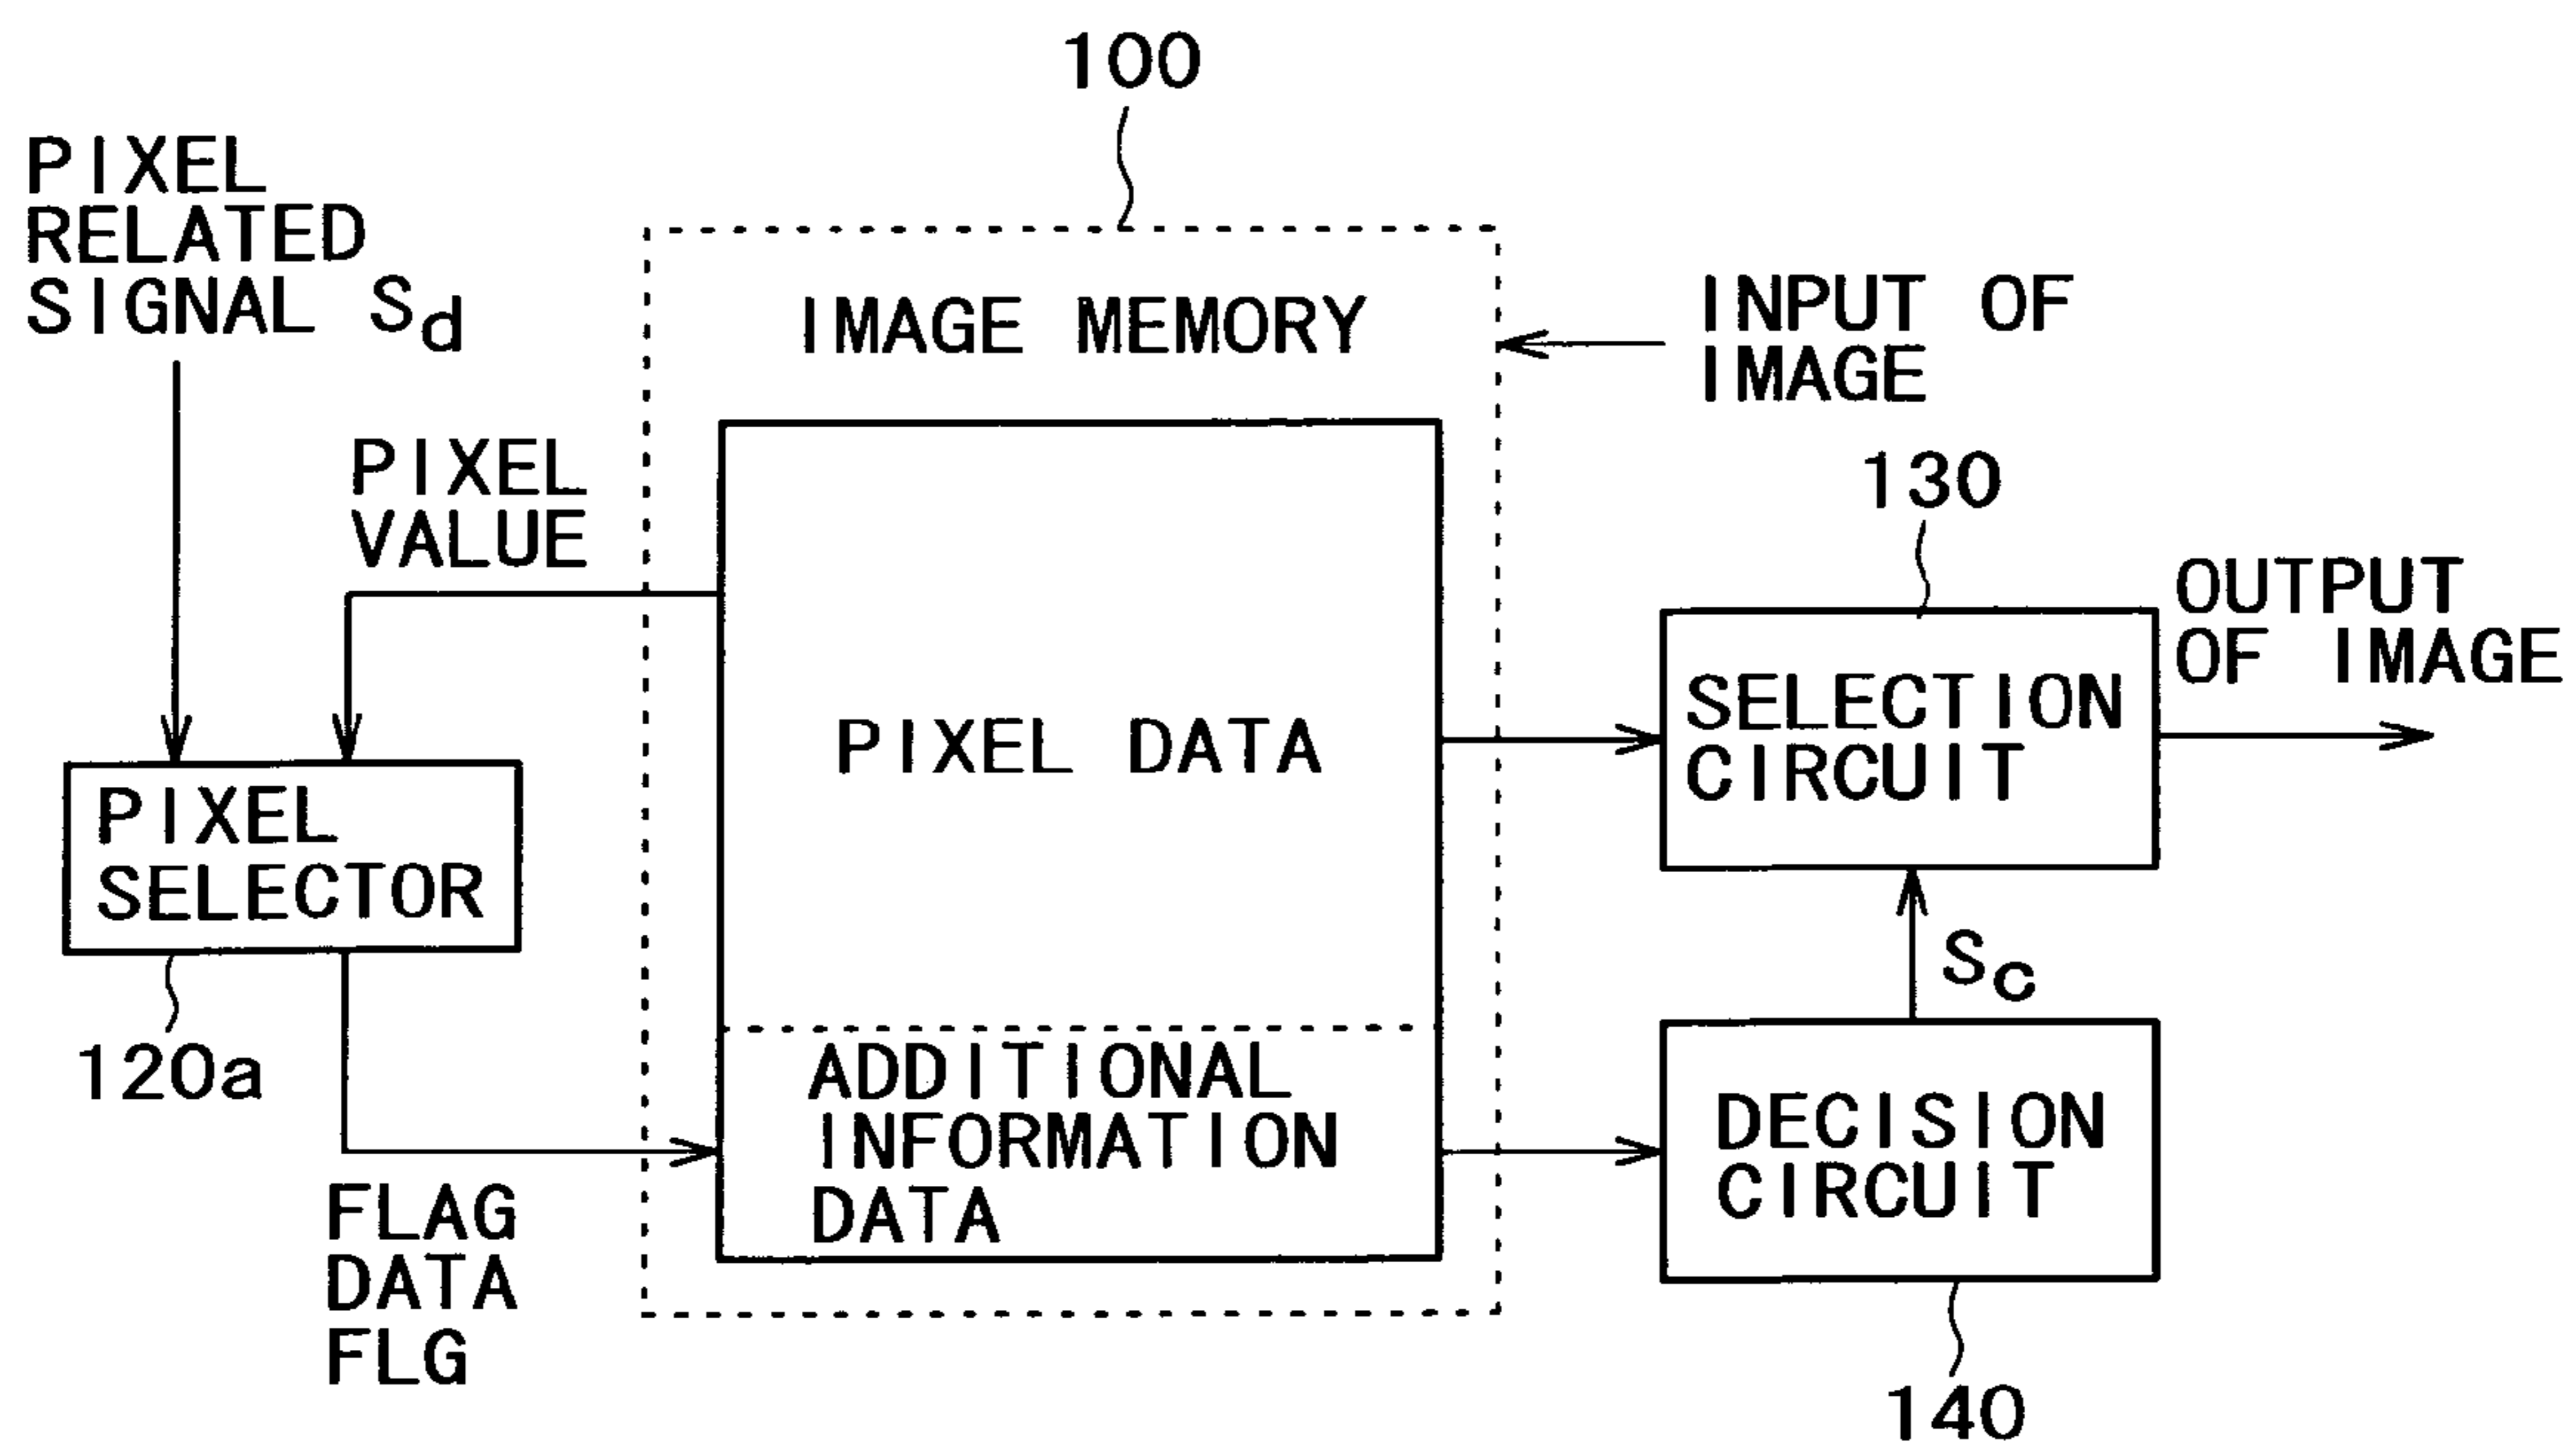 100
PIXEL
RELATED
SIGNAL Sd
IMAGE MEMORY
INPUT OF
IMAGE
PIXEL
VALUE
130
OUTPUT
OF IMAGE
SELECTION
CIRCUIT
PIXEL DATA
PIXEL
SELECTOR
Sc
120a
ADDITIONAL
INFORMATION
DATA
DECISION
CIRCUIT
FLAG
DATA
FLG
140